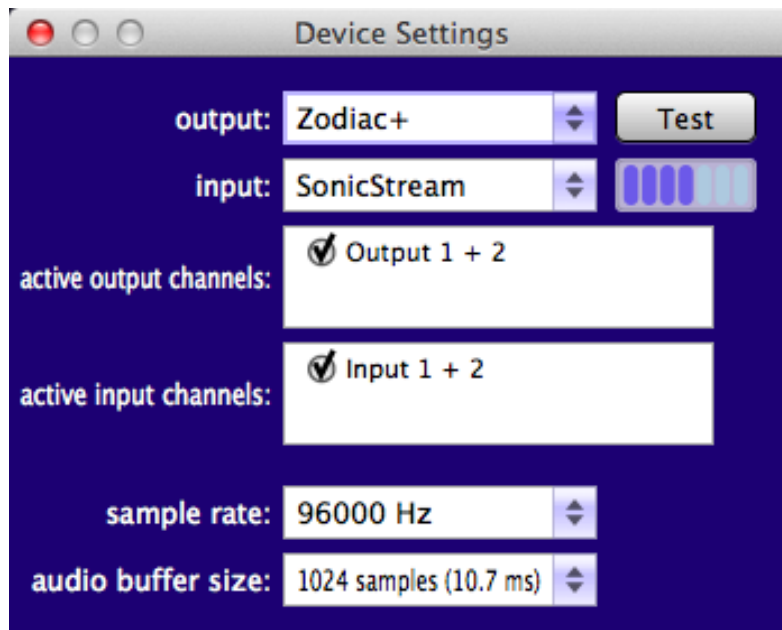 Device Settings
output: Zodiac+ Test
input: SonicStream
active output channels: Output 1 + 2
active input channels: Input 1 + 2
sample rate: 96000 Hz
audio buffer size: 1024 samples (10.7 ms)